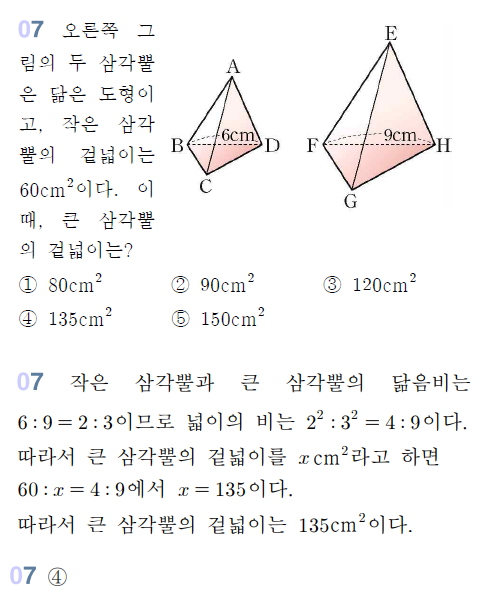 07 오른쪽 그
림의 두 삼각뿔
은 닮은 도형이
고, 작은 삼각
뿔의 겉넓이는
60cm²이다. 이
때, 큰 삼각뿔
의 겉넓이는?
A
B
C
D
6cm
E
F
G
H
9cm
① 80cm² ② 90cm² ③ 120cm²
④ 135cm² ⑤ 150cm²
07 작은 삼각뿔과 큰 삼각뿔의 닮음비는
6 : 9 = 2 : 3이므로 넓이의 비는 2² : 3² = 4 : 9이다.
따라서 큰 삼각뿔의 겉넓이를 x cm²라고 하면
60 : x = 4 : 9에서 x = 135이다.
따라서 큰 삼각뿔의 겉넓이는 135cm²이다.
07 ④